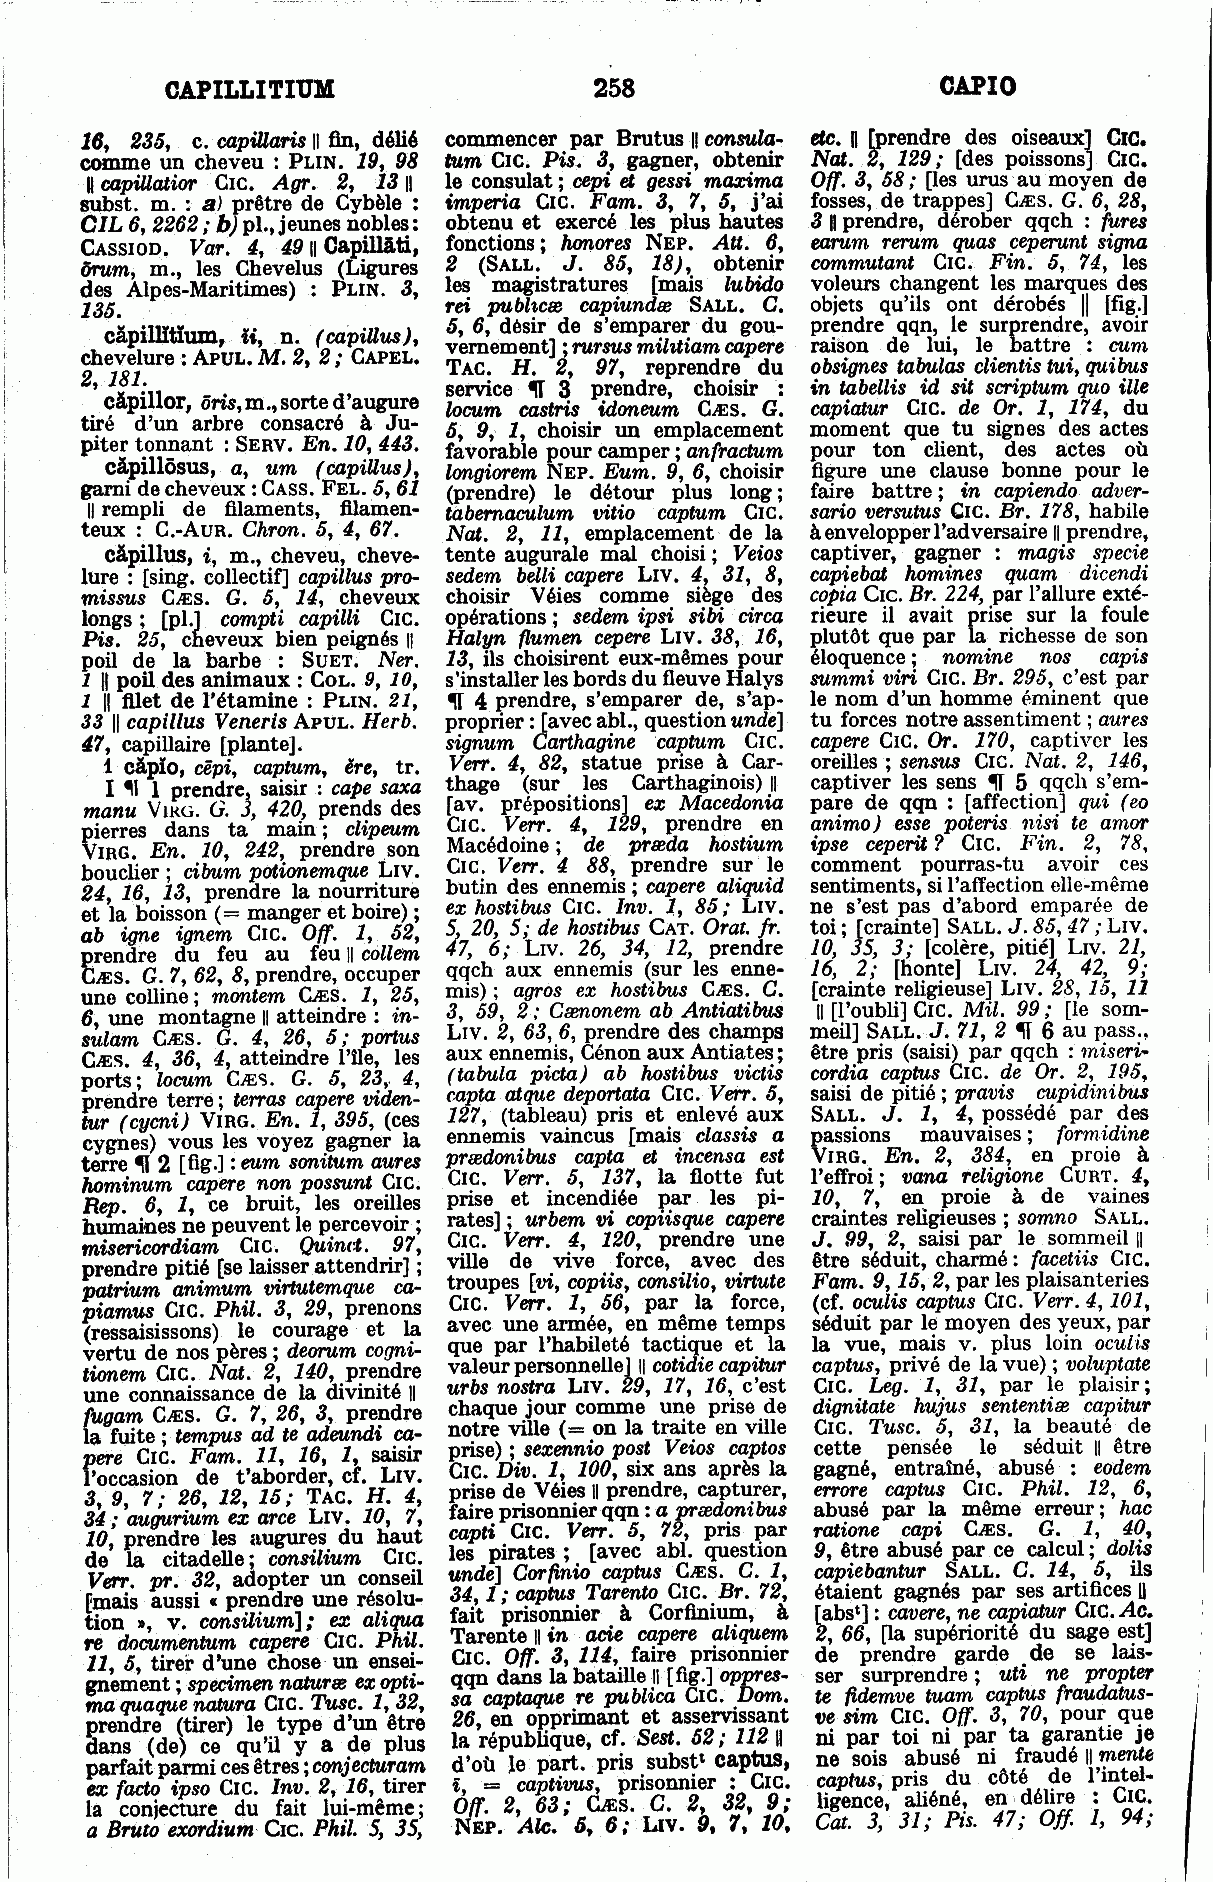 CAPILLITIUM
258
CAPIO
16, 235, c. capillaris || fin, délié
comme un cheveu : PLIN. 19, 98
|| capillatior CIC. Agr. 2, 13 ||
subst. m. : a) prêtre de Cybèle :
CIL 6, 2262 ; b) pl., jeunes nobles :
CASSIOD. Var. 4, 49 || Capillāti,
ōrum, m., les Chevelus (Ligures
des Alpes-Maritimes) : PLIN. 3,
135.
căpillĭtĭum, ĭi, n. (capillus),
chevelure : APUL. M. 2, 2 ; CAPEL.
2, 181.
căpillor, ōris, m., sorte d'augure
tiré d'un arbre consacré à Ju-
piter tonnant : SERV. En. 10, 443.
căpillōsus, a, um (capillus),
garni de cheveux : CASS. FEL. 5, 61
|| rempli de filaments, filamen-
teux : C.-AUR. Chron. 5, 4, 67.
căpillus, i, m., cheveu, cheve-
lure : [sing. collectif] capillus pro-
missus CÆS. G. 5, 14, cheveux
longs ; [pl.] compti capilli CIC.
Pis. 25, cheveux bien peignés ||
poil de la barbe : SUET. Ner.
1 || poil des animaux : COL. 9, 10,
1 || filet de l'étamine : PLIN. 21,
33 || capillus Veneris APUL. Herb.
47, capillaire [plante].
1 căpĭo, cēpi, captum, ĕre, tr.
I ¶ 1 prendre, saisir : cape saxa
manu VIRG. G. 3, 420, prends des
pierres dans ta main ; clipeum
VIRG. En. 10, 242, prendre son
bouclier ; cibum potionemque LIV.
24, 16, 13, prendre la nourriture
et la boisson (= manger et boire) ;
ab igne ignem CIC. Off. 1, 52,
prendre du feu au feu || collem
CÆS. G. 7, 62, 8, prendre, occuper
une colline ; montem CÆS. 1, 25,
6, une montagne || atteindre : in-
sulam CÆS. G. 4, 26, 5 ; portus
CÆS. 4, 36, 4, atteindre l'île, les
ports ; locum CÆS. G. 5, 23, 4,
prendre terre ; terras capere viden-
tur (cycni) VIRG. En. 1, 395, (ces
cygnes) vous les voyez gagner la
terre ¶ 2 [fig.] : eum sonitum aures
hominum capere non possunt CIC.
Rep. 6, 1, ce bruit, les oreilles
humaines ne peuvent le percevoir ;
misericordiam CIC. Quinct. 97,
prendre pitié [se laisser attendrir] ;
patrium animum virtutemque ca-
piamus CIC. Phil. 3, 29, prenons
(ressaisissons) le courage et la
vertu de nos pères ; deorum cogni-
tionem CIC. Nat. 2, 140, prendre
une connaissance de la divinité ||
fugam CÆS. G. 7, 26, 3, prendre
la fuite ; tempus ad te adeundi ca-
pere CIC. Fam. 11, 16, 1, saisir
l'occasion de t'aborder, cf. LIV.
3, 9, 7 ; 26, 12, 15 ; TAC. H. 4,
34 ; augurium ex arce LIV. 10, 7,
10, prendre les augures du haut
de la citadelle ; consilium CIC.
Verr. pr. 32, adopter un conseil
[mais aussi « prendre une résolu-
tion », v. consilium] ; ex aliqua
re documentum capere CIC. Phil.
11, 5, tirer d'une chose un ensei-
gnement ; specimen naturæ ex opti-
ma quaque natura CIC. Tusc. 1, 32,
prendre (tirer) le type d'un être
dans (de) ce qu'il y a de plus
parfait parmi ces êtres ; conjecturam
ex facto ipso CIC. Inv. 2, 16, tirer
la conjecture du fait lui-même ;
a Bruto exordium CIC. Phil. 5, 35,
commencer par Brutus || consula-
tum CIC. Pis. 3, gagner, obtenir
le consulat ; cepi et gessi maxima
imperia CIC. Fam. 3, 7, 5, j'ai
obtenu et exercé les plus hautes
fonctions ; honores NEP. Att. 6,
2 (SALL. J. 85, 18), obtenir
les magistratures [mais lubido
rei publicæ capiundæ SALL. C.
5, 6, désir de s'emparer du gou-
vernement] ; rursus militiam capere
TAC. H. 2, 97, reprendre du
service ¶ 3 prendre, choisir :
locum castris idoneum CÆS. G.
5, 9, 1, choisir un emplacement
favorable pour camper ; anfractum
longiorem NEP. Eum. 9, 6, choisir
(prendre) le détour plus long ;
tabernaculum vitio captum CIC.
Nat. 2, 11, emplacement de la
tente augurale mal choisi ; Veios
sedem belli capere LIV. 4, 31, 8,
choisir Véies comme siège des
opérations ; sedem ipsi sibi circa
Halyn flumen cepere LIV. 38, 16,
13, ils choisirent eux-mêmes pour
s'installer les bords du fleuve Halys
¶ 4 prendre, s'emparer de, s'ap-
proprier : [avec abl., question unde]
signum Carthagine captum CIC.
Verr. 4, 82, statue prise à Car-
thage (sur les Carthaginois) ||
[av. prépositions] ex Macedonia
CIC. Verr. 4, 129, prendre en
Macédoine ; de præda hostium
CIC. Verr. 4 88, prendre sur le
butin des ennemis ; capere aliquid
ex hostibus CIC. Inv. 1, 85 ; LIV.
5, 20, 5 ; de hostibus CAT. Orat. fr.
47, 6 ; LIV. 26, 34, 12, prendre
qqch aux ennemis (sur les enne-
mis) ; agros ex hostibus CÆS. C.
3, 59, 2 ; Cænonem ab Antiatibus
LIV. 2, 63, 6, prendre des champs
aux ennemis, Cénon aux Antiates ;
(tabula picta) ab hostibus victis
capta atque deportata CIC. Verr. 5,
127, (tableau) pris et enlevé aux
ennemis vaincus [mais classis a
prædonibus capta et incensa est
CIC. Verr. 5, 137, la flotte fut
prise et incendiée par les pi-
rates] ; urbem vi copiisque capere
CIC. Verr. 4, 120, prendre une
ville de vive force, avec des
troupes [vi, copiis, consilio, virtute
CIC. Verr. 1, 56, par la force,
avec une armée, en même temps
que par l'habileté tactique et la
valeur personnelle] || cotidie capitur
urbs nostra LIV. 29, 17, 16, c'est
chaque jour comme une prise de
notre ville (= on la traite en ville
prise) ; sexennio post Veios captos
CIC. Div. 1, 100, six ans après la
prise de Véies || prendre, capturer,
faire prisonnier qqn : a prædonibus
capti CIC. Verr. 5, 72, pris par
les pirates ; [avec abl. question
unde] Corfinio captus CÆS. C. 1,
34, 1 ; captus Tarento CIC. Br. 72,
fait prisonnier à Corfinium, à
Tarente || in acie capere aliquem
CIC. Off. 3, 114, faire prisonnier
qqn dans la bataille || [fig.] oppres-
sa captaque re publica CIC. Dom.
26, en opprimant et asservissant
la république, cf. Sest. 52 ; 112 ||
d'où le part. pris substᵗ captus,
i, = captivus, prisonnier : CIC.
Off. 2, 63 ; CÆS. C. 2, 32, 9 ;
NEP. Alc. 5, 6 ; LIV. 9, 7, 10,
etc. || [prendre des oiseaux] CIC.
Nat. 2, 129 ; [des poissons] CIC.
Off. 3, 58 ; [les urus au moyen de
fosses, de trappes] CÆS. G. 6, 28,
3 || prendre, dérober qqch : fures
earum rerum quas ceperunt signa
commutant CIC. Fin. 5, 74, les
voleurs changent les marques des
objets qu'ils ont dérobés || [fig.]
prendre qqn, le surprendre, avoir
raison de lui, le battre : cum
obsignes tabulas clientis tui, quibus
in tabellis id sit scriptum quo ille
capiatur CIC. de Or. 1, 174, du
moment que tu signes des actes
pour ton client, des actes où
figure une clause bonne pour le
faire battre ; in capiendo adver-
sario versutus CIC. Br. 178, habile
à envelopper l'adversaire || prendre,
captiver, gagner : magis specie
capiebat homines quam dicendi
copia CIC. Br. 224, par l'allure exté-
rieure il avait prise sur la foule
plutôt que par la richesse de son
éloquence ; nomine nos capis
summi viri CIC. Br. 295, c'est par
le nom d'un homme éminent que
tu forces notre assentiment ; aures
capere CIC. Or. 170, captiver les
oreilles ; sensus CIC. Nat. 2, 146,
captiver les sens ¶ 5 qqch s'em-
pare de qqn : [affection] qui (eo
animo) esse poteris nisi te amor
ipse ceperit ? CIC. Fin. 2, 78,
comment pourras-tu avoir ces
sentiments, si l'affection elle-même
ne s'est pas d'abord emparée de
toi ; [crainte] SALL. J. 85, 47 ; LIV.
10, 35, 3 ; [colère, pitié] LIV. 21,
16, 2 ; [honte] LIV. 24, 42, 9 ;
[crainte religieuse] LIV. 28, 15, 11
|| [l'oubli] CIC. Mil. 99 ; [le som-
meil] SALL. J. 71, 2 ¶ 6 au pass.,
être pris (saisi) par qqch : miseri-
cordia captus CIC. de Or. 2, 195,
saisi de pitié ; pravis cupidinibus
SALL. J. 1, 4, possédé par des
passions mauvaises ; formidine
VIRG. En. 2, 384, en proie à
l'effroi ; vana religione CURT. 4,
10, 7, en proie à de vaines
craintes religieuses ; somno SALL.
J. 99, 2, saisi par le sommeil ||
être séduit, charmé : facetiis CIC.
Fam. 9, 15, 2, par les plaisanteries
(cf. oculis captus CIC. Verr. 4, 101,
séduit par le moyen des yeux, par
la vue, mais v. plus loin oculis
captus, privé de la vue) ; voluptate
CIC. Leg. 1, 31, par le plaisir ;
dignitate hujus sententiæ capitur
CIC. Tusc. 5, 31, la beauté de
cette pensée le séduit || être
gagné, entraîné, abusé : eodem
errore captus CIC. Phil. 12, 6,
abusé par la même erreur ; hac
ratione capi CÆS. G. 1, 40,
9, être abusé par ce calcul ; dolis
capiebantur SALL. C. 14, 5, ils
étaient gagnés par ses artifices ||
[absᵗ] : cavere, ne capiatur CIC. Ac.
2, 66, [la supériorité du sage est]
de prendre garde de se lais-
ser surprendre ; uti ne propter
te fidemve tuam captus fraudatus-
ve sim CIC. Off. 3, 70, pour que
ni par toi ni par ta garantie je
ne sois abusé ni fraudé || mente
captus, pris du côté de l'intel-
ligence, aliéné, en délire : CIC.
Cat. 3, 31 ; Pis. 47 ; Off. 1, 94 ;